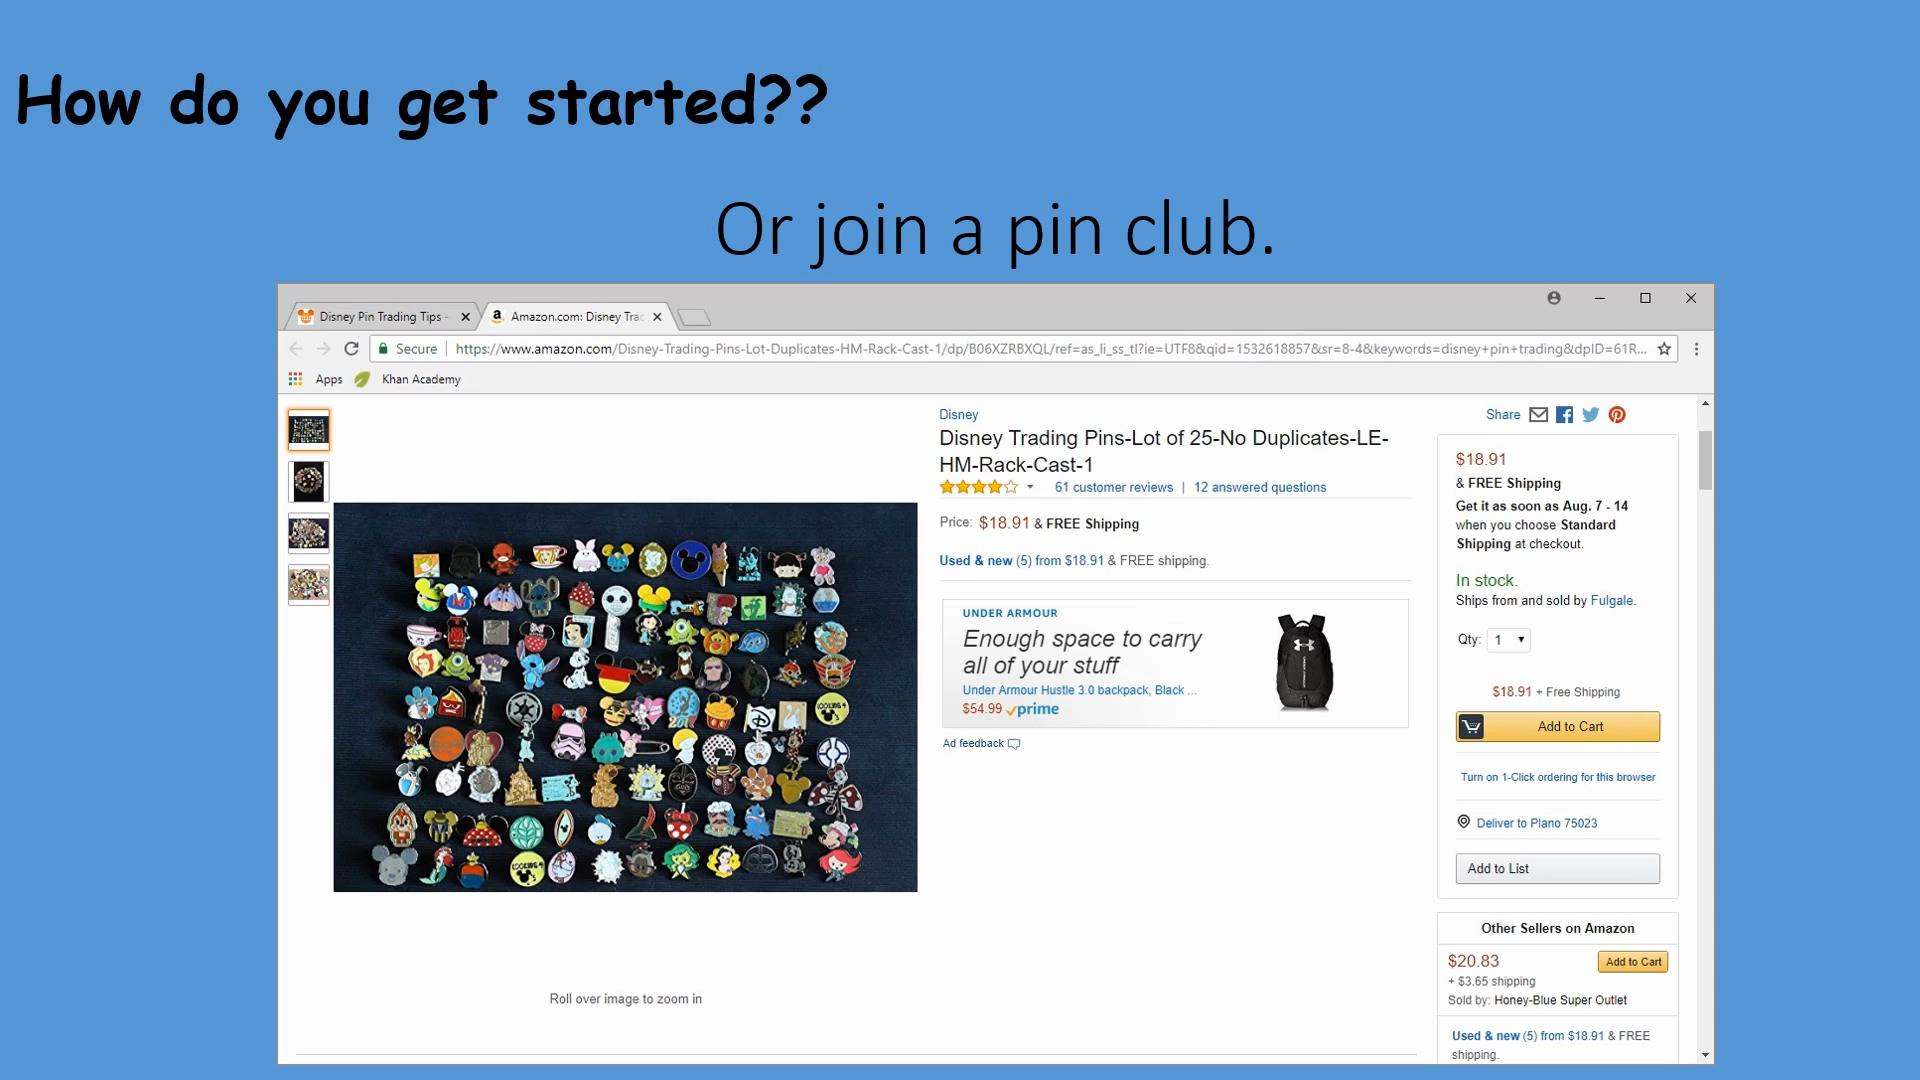 How do you get started??
Or join a pin club.
Disney Pin Trading Tips -
Amazon.com: Disney Tra
Secure
https://www.amazon.com/Disney-Trading-Pins-Lot-Duplicates-HM-Rack-Cast-1/dp/B06XZRBXQL/ref=as_li_ss_tl?ie=UTF8&qid=1532618857&sr=8-4&keywords=disney+pin+trading&dpID=61R...
Apps
Khan Academy
Disney
Disney Trading Pins-Lot of 25-No Duplicates-LE-
HM-Rack-Cast-1
61 customer reviews | 12 answered questions
Price: $18.91 & FREE Shipping
Used & new (5) from $18.91 & FREE shipping.
UNDER ARMOUR
Enough space to carry
all of your stuff
Under Armour Hustle 3.0 backpack, Black ...
$54.99 prime
Ad feedback
Roll over image to zoom in
Share
$18.91
& FREE Shipping
Get it as soon as Aug. 7 - 14
when you choose Standard
Shipping at checkout.
In stock.
Ships from and sold by Fulgale.
Qty: 1
$18.91 + Free Shipping
Add to Cart
Turn on 1-Click ordering for this browser
Deliver to Plano 75023
Add to List
Other Sellers on Amazon
$20.83
Add to Cart
+ $3.65 shipping
Sold by: Honey-Blue Super Outlet
Used & new (5) from $18.91 & FREE
shipping.